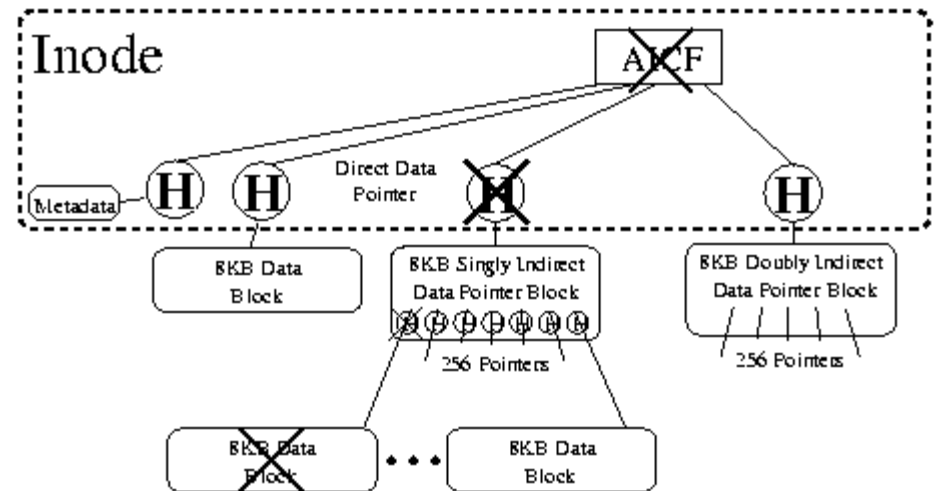 Inode
AICF
H
H
Direct Data
Pointer
H
H
Metadata
8KB Data
Block
8KB Singly Indirect
Data Pointer Block
8KB Doubly Indirect
Data Pointer Block
H H H H H H H
256 Pointers
256 Pointers
8KB Data
Block
8KB Data
Block